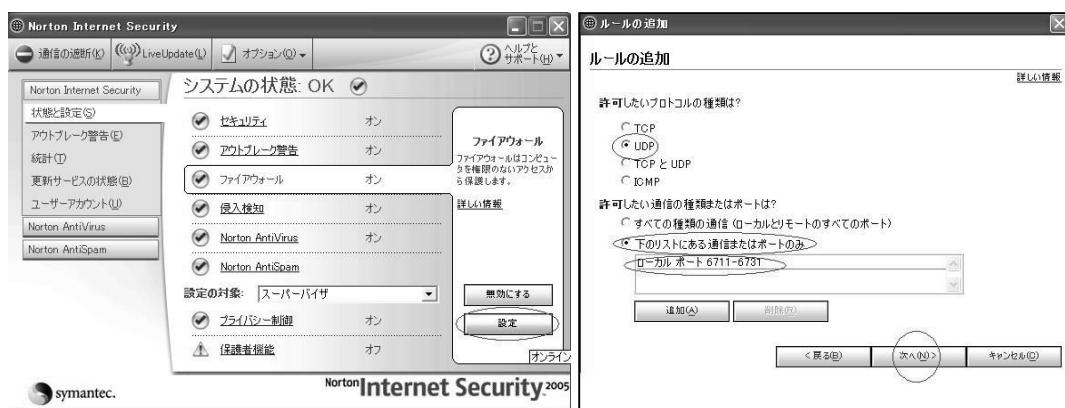 Norton Internet Security
通信の遮断(K)
LiveUpdate(L)
オプション(O)
ヘルプとサポート(H)
Norton Internet Security
状態と設定(S)
アウトブレーク警告(E)
統計(T)
更新サービスの状態(B)
ユーザーアカウント(U)
Norton AntiVirus
Norton AntiSpam
システムの状態: OK
セキュリティ オン
アウトブレーク警告 オン
ファイアウォール オン
侵入検知 オン
Norton AntiVirus オン
Norton AntiSpam
設定の対象: スーパーバイザ
プライバシー制御 オン
保護者機能 オフ
ファイアウォール
ファイアウォールはコンピュー
タを権限のないアクセスか
ら保護します。
詳しい情報
無効にする
設定
オンライン
symantec.
Norton Internet Security 2005
ルールの追加
ルールの追加
詳しい情報
許可したいプロトコルの種類は?
TCP
UDP
TCP と UDP
ICMP
許可したい通信の種類またはポートは?
すべての種類の通信 (ローカルとリモートのすべてのポート)
下のリストにある通信またはポートのみ
ローカル ポート 6711-6731
追加(A)
削除(R)
< 戻る(B)
次へ(N) >
キャンセル(C)